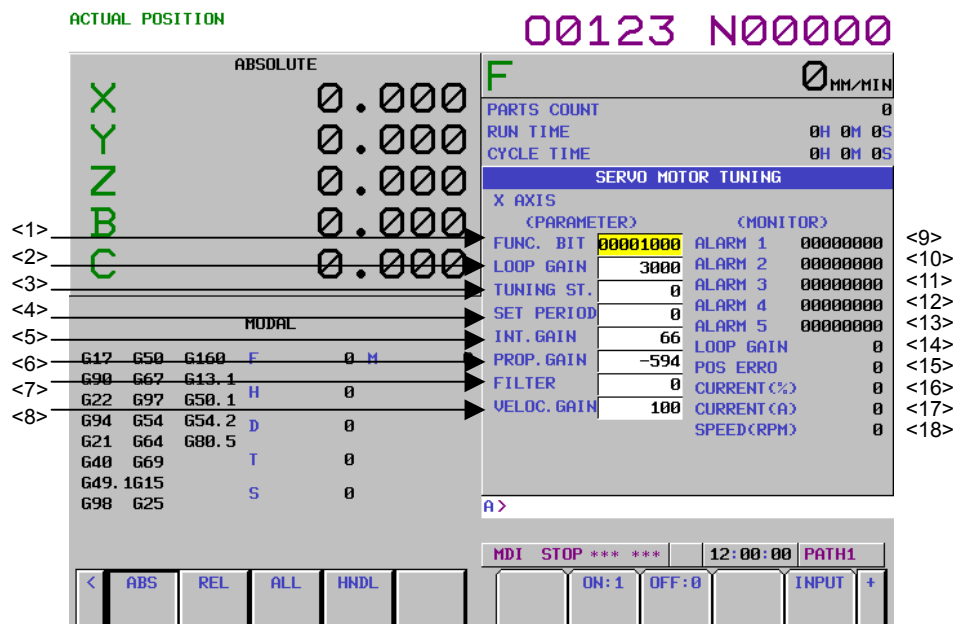 ACTUAL POSITION
O0123 N00000
ABSOLUTE
X 0.000
Y 0.000
Z 0.000
B 0.000
C 0.000
F 0 MM/MIN
PARTS COUNT 0
RUN TIME 0H 0M 0S
CYCLE TIME 0H 0M 0S
SERVO MOTOR TUNING
X AXIS
(PARAMETER) (MONITOR)
<1> FUNC. BIT 00001000 ALARM 1 00000000 <9>
<2> LOOP GAIN 3000 ALARM 2 00000000 <10>
<3> TUNING ST. 0 ALARM 3 00000000 <11>
<4> SET PERIOD 0 ALARM 4 00000000 <12>
<5> INT.GAIN 66 ALARM 5 00000000 <13>
<6> PROP.GAIN -594 LOOP GAIN 0 <14>
<7> FILTER 0 POS ERRO 0 <15>
<8> VELOC.GAIN 100 CURRENT(%) 0 <16>
CURRENT(A) 0 <17>
SPEED(RPM) 0 <18>
MODAL
G17 G50 G160 F 0 M
G90 G67 G13.1
G22 G97 G50.1 H 0
G94 G54 G54.2 D 0
G21 G64 G80.5
G40 G69 T 0
G49.1G15
G98 G25 S 0
A>
MDI STOP *** *** 12:00:00 PATH1
< ABS REL ALL HNDL ON:1 OFF:0 INPUT +